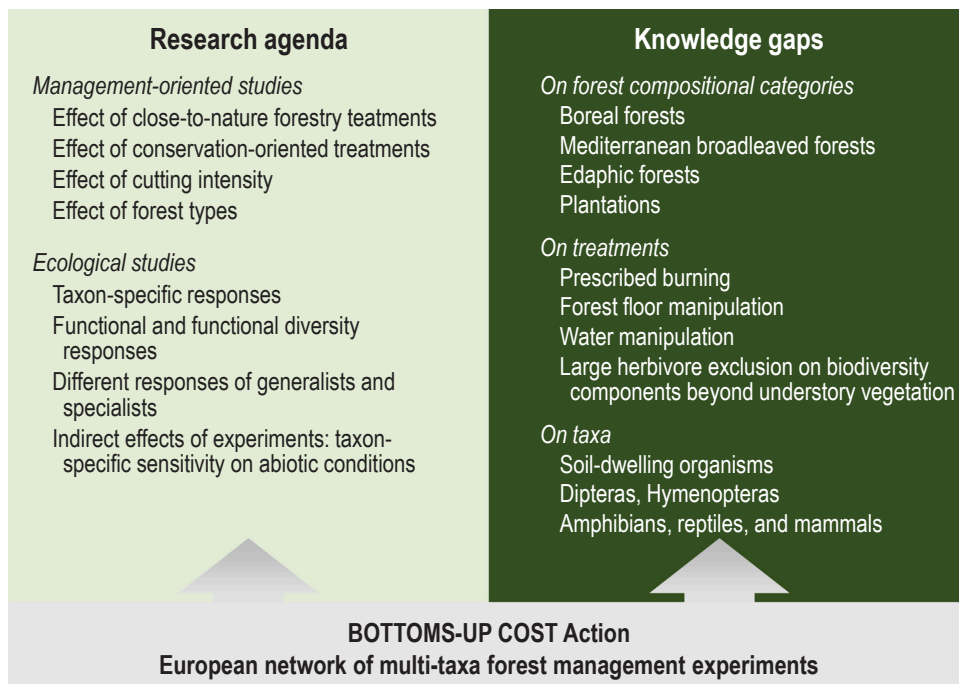 Research agenda
Management-oriented studies
Effect of close-to-nature forestry teatments
Effect of conservation-oriented treatments
Effect of cutting intensity
Effect of forest types
Ecological studies
Taxon-specific responses
Functional and functional diversity
responses
Different responses of generalists and
specialists
Indirect effects of experiments: taxon-
specific sensitivity on abiotic conditions
Knowledge gaps
On forest compositional categories
Boreal forests
Mediterranean broadleaved forests
Edaphic forests
Plantations
On treatments
Prescribed burning
Forest floor manipulation
Water manipulation
Large herbivore exclusion on biodiversity
components beyond understory vegetation
On taxa
Soil-dwelling organisms
Dipteras, Hymenopteras
Amphibians, reptiles, and mammals
BOTTOMS-UP COST Action
European network of multi-taxa forest management experiments